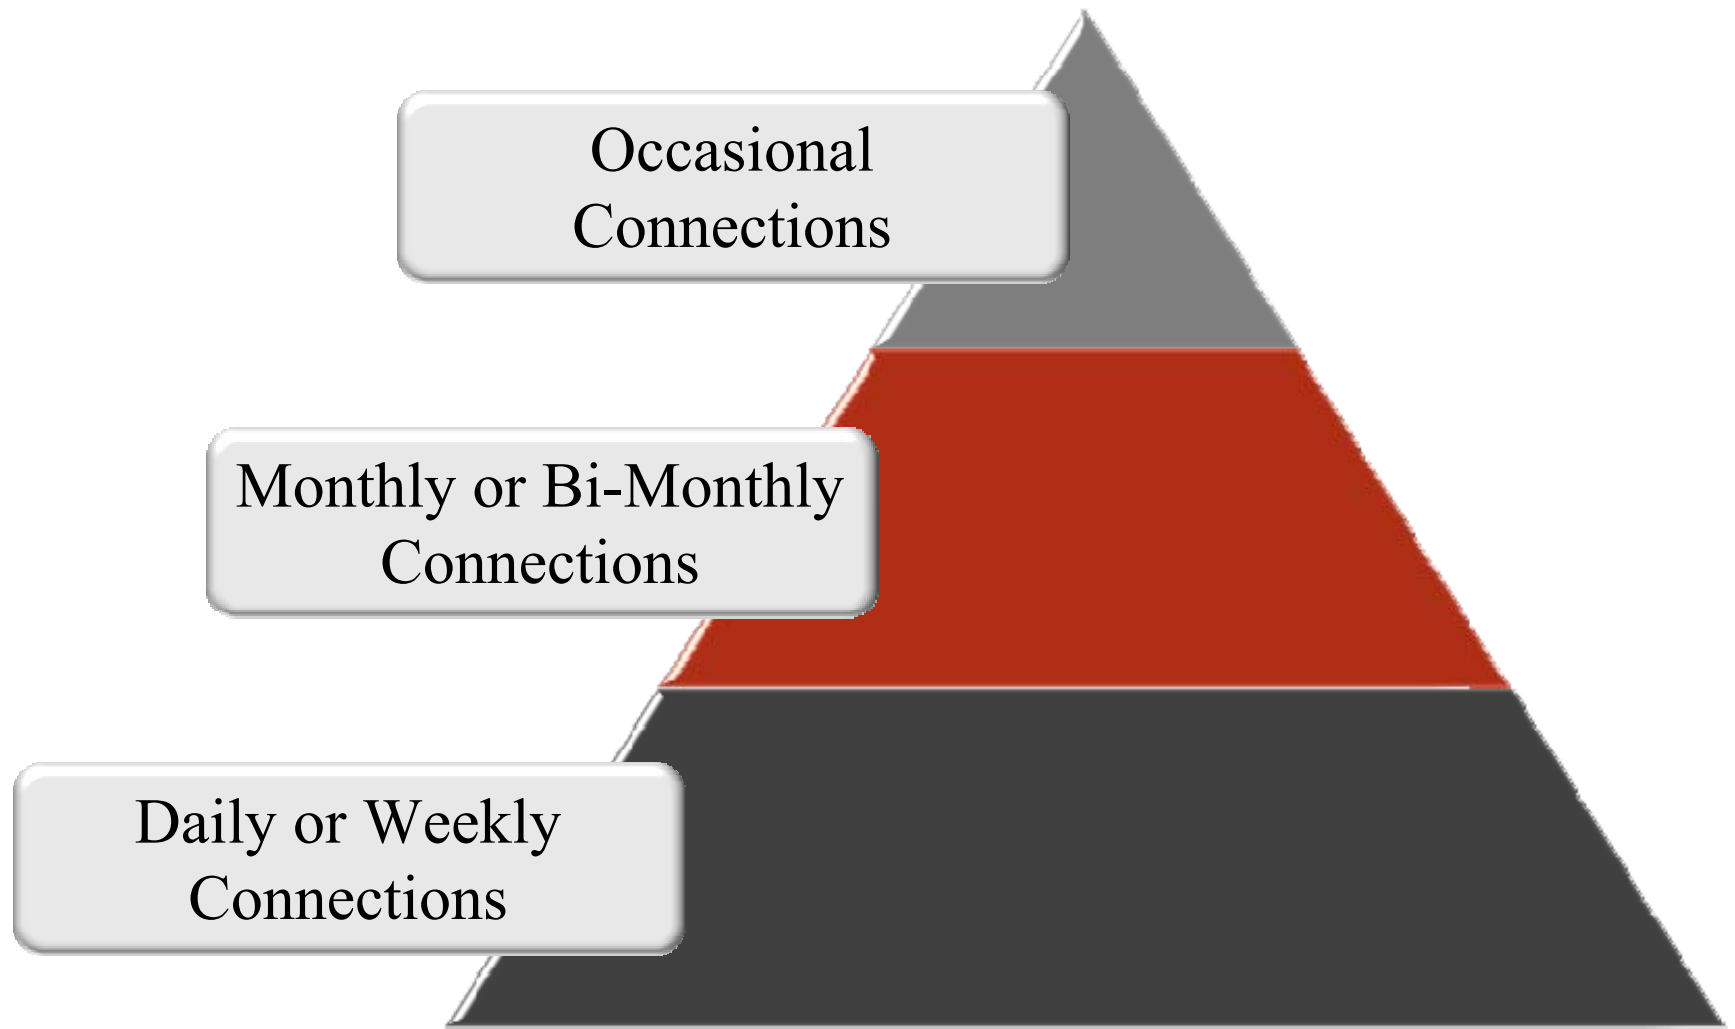 Occasional
Connections
Monthly or Bi-Monthly
Connections
Daily or Weekly
Connections